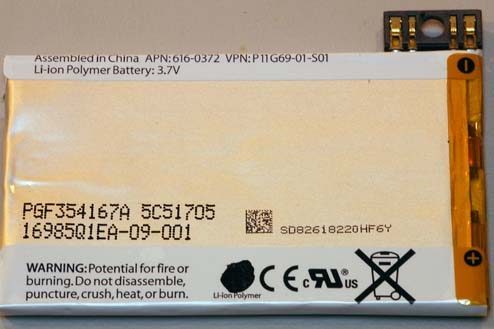 Assembled in China APN: 616-0372 VPN: P11G69-01-S01
Li-ion Polymer Battery: 3.7V
PGF354167A 5C51705
16985Q1EA-09-001
SD82618220HF6Y
WARNING: Potential for fire or
burning. Do not disassemble,
puncture, crush, heat, or burn.
Li-ion Polymer
CE c RU US